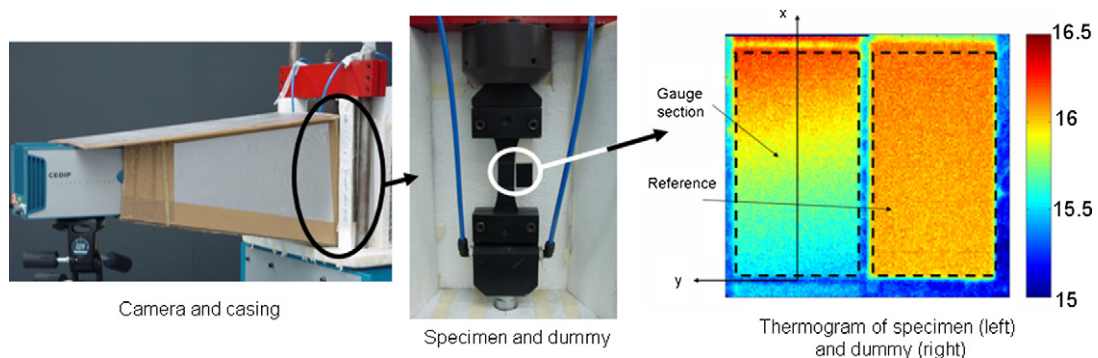 CEDIP
Camera and casing
Specimen and dummy
x
Gauge
section
Reference
y
16.5
16
15.5
15
Thermogram of specimen (left)
and dummy (right)